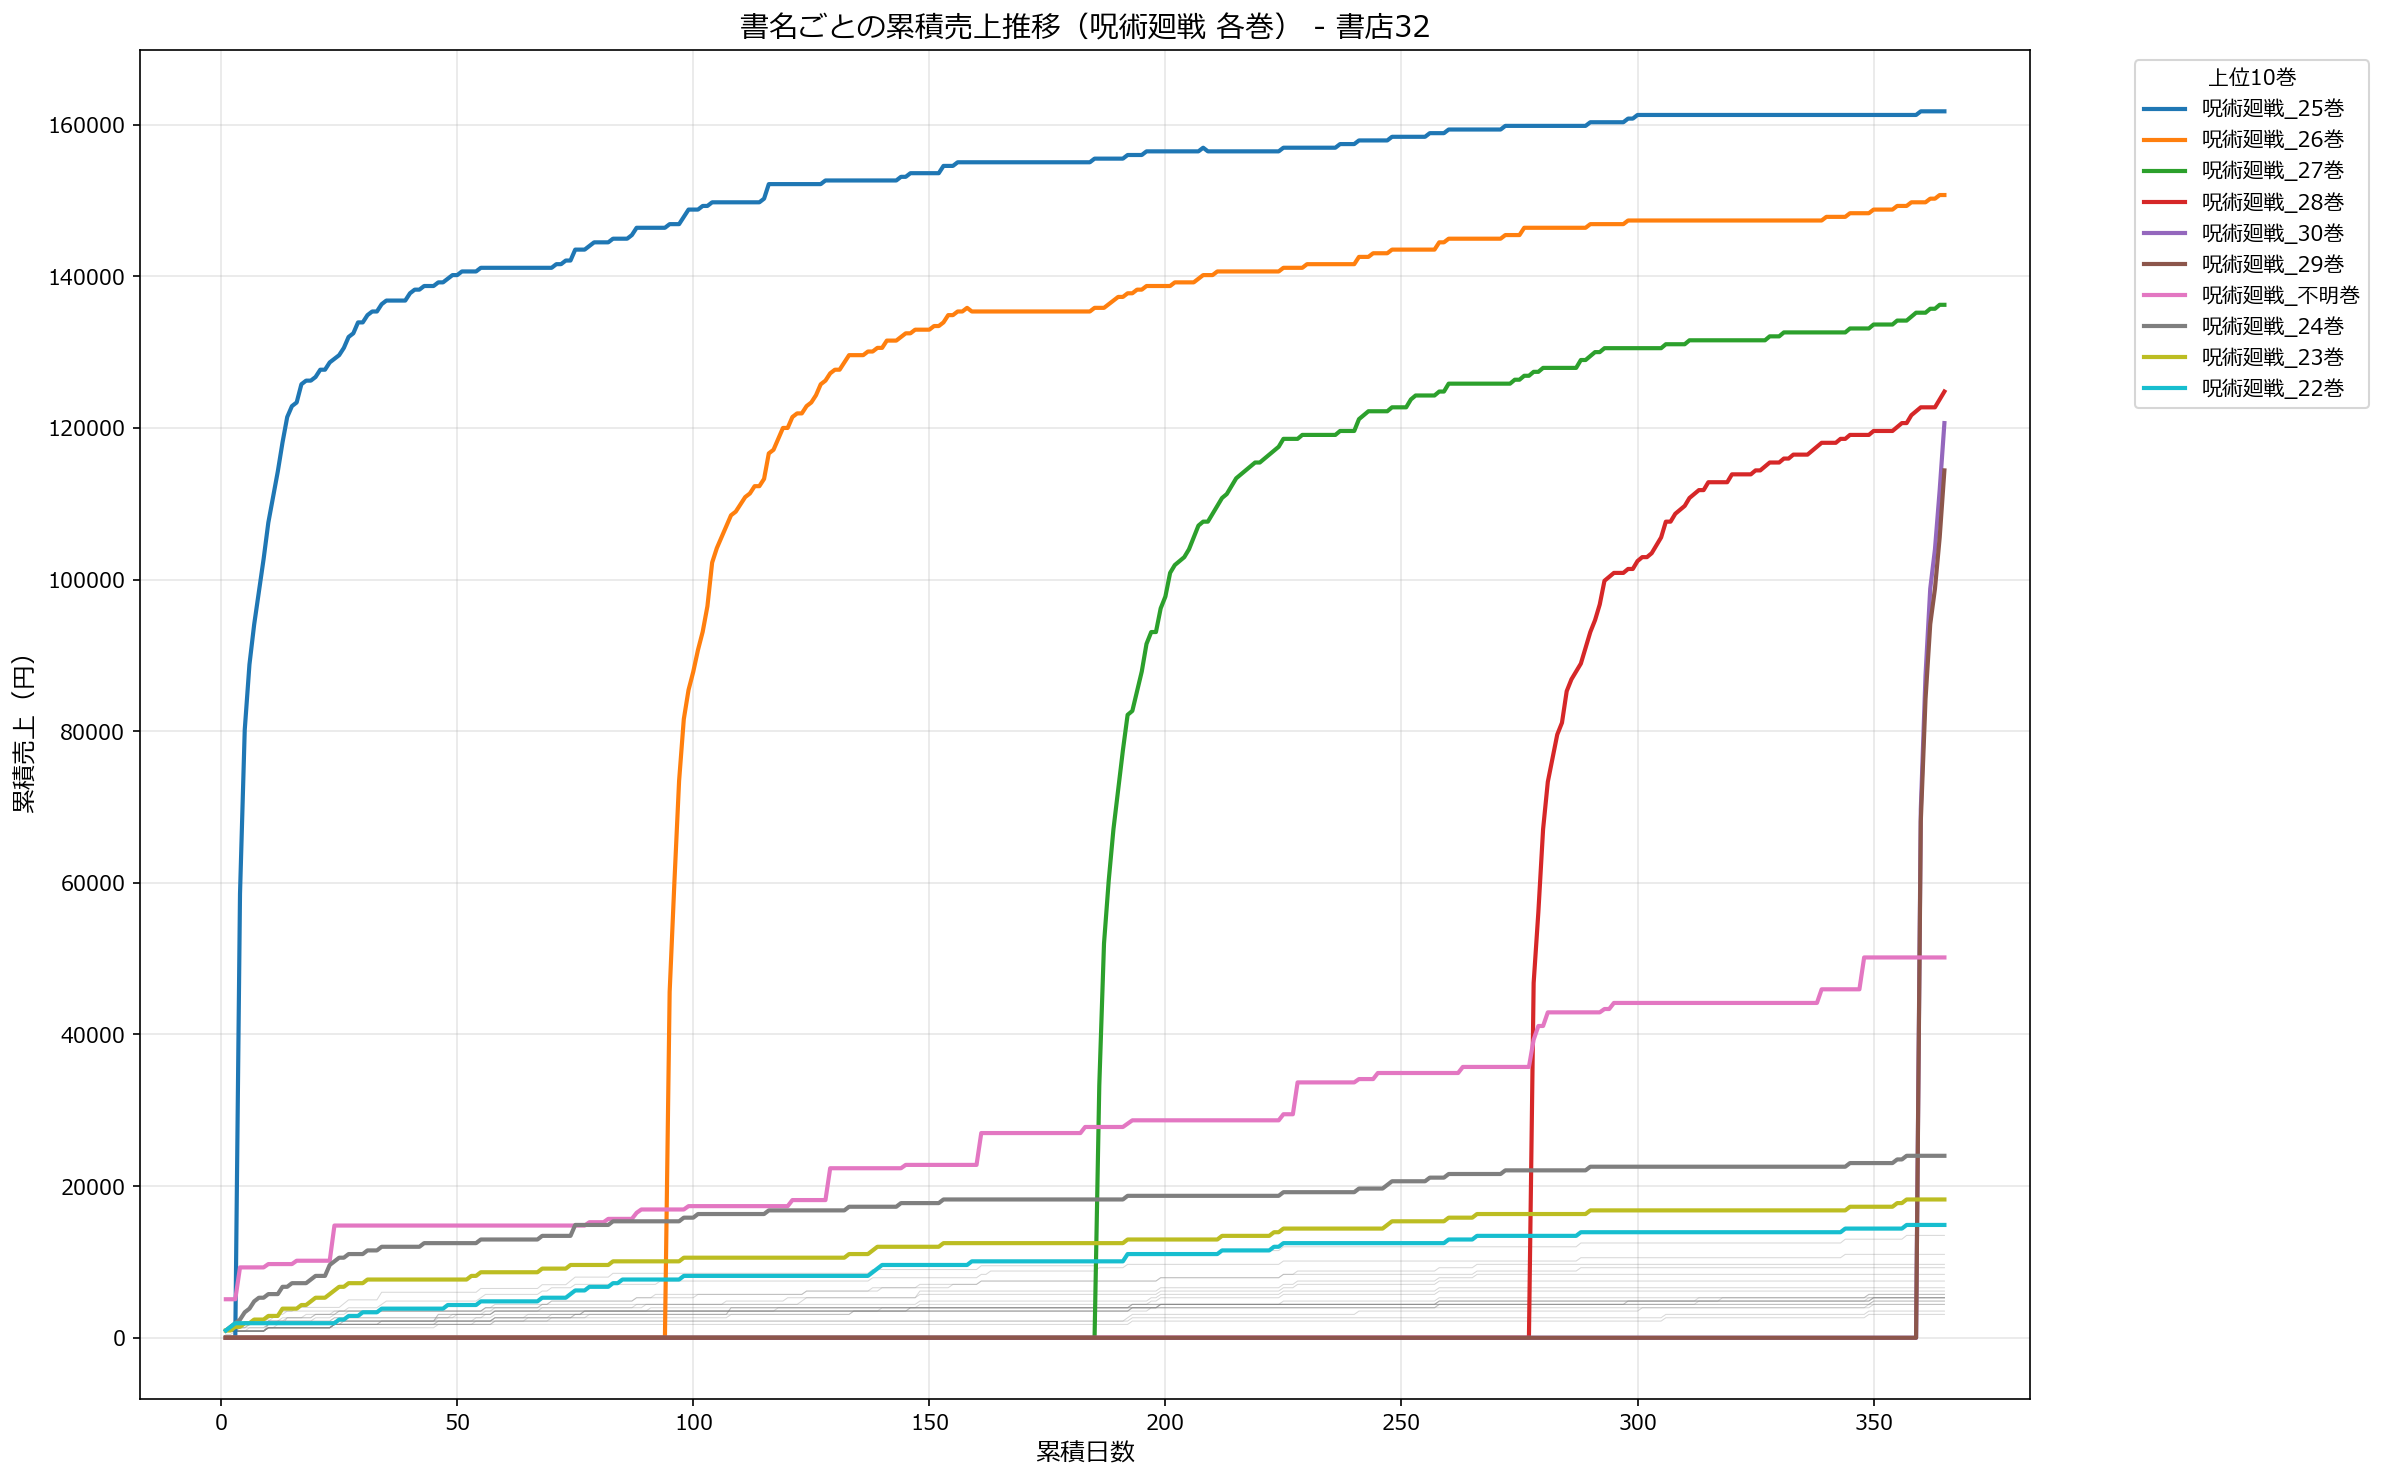 書名ごとの累積売上推移（呪術廻戦 各巻） - 書店32
上位10巻
呪術廻戦_25巻
呪術廻戦_26巻
呪術廻戦_27巻
呪術廻戦_28巻
呪術廻戦_30巻
呪術廻戦_29巻
呪術廻戦_不明巻
呪術廻戦_24巻
呪術廻戦_23巻
呪術廻戦_22巻
累積売上（円）
160000
140000
120000
100000
80000
60000
40000
20000
0
0 50 100 150 200 250 300 350
累積日数